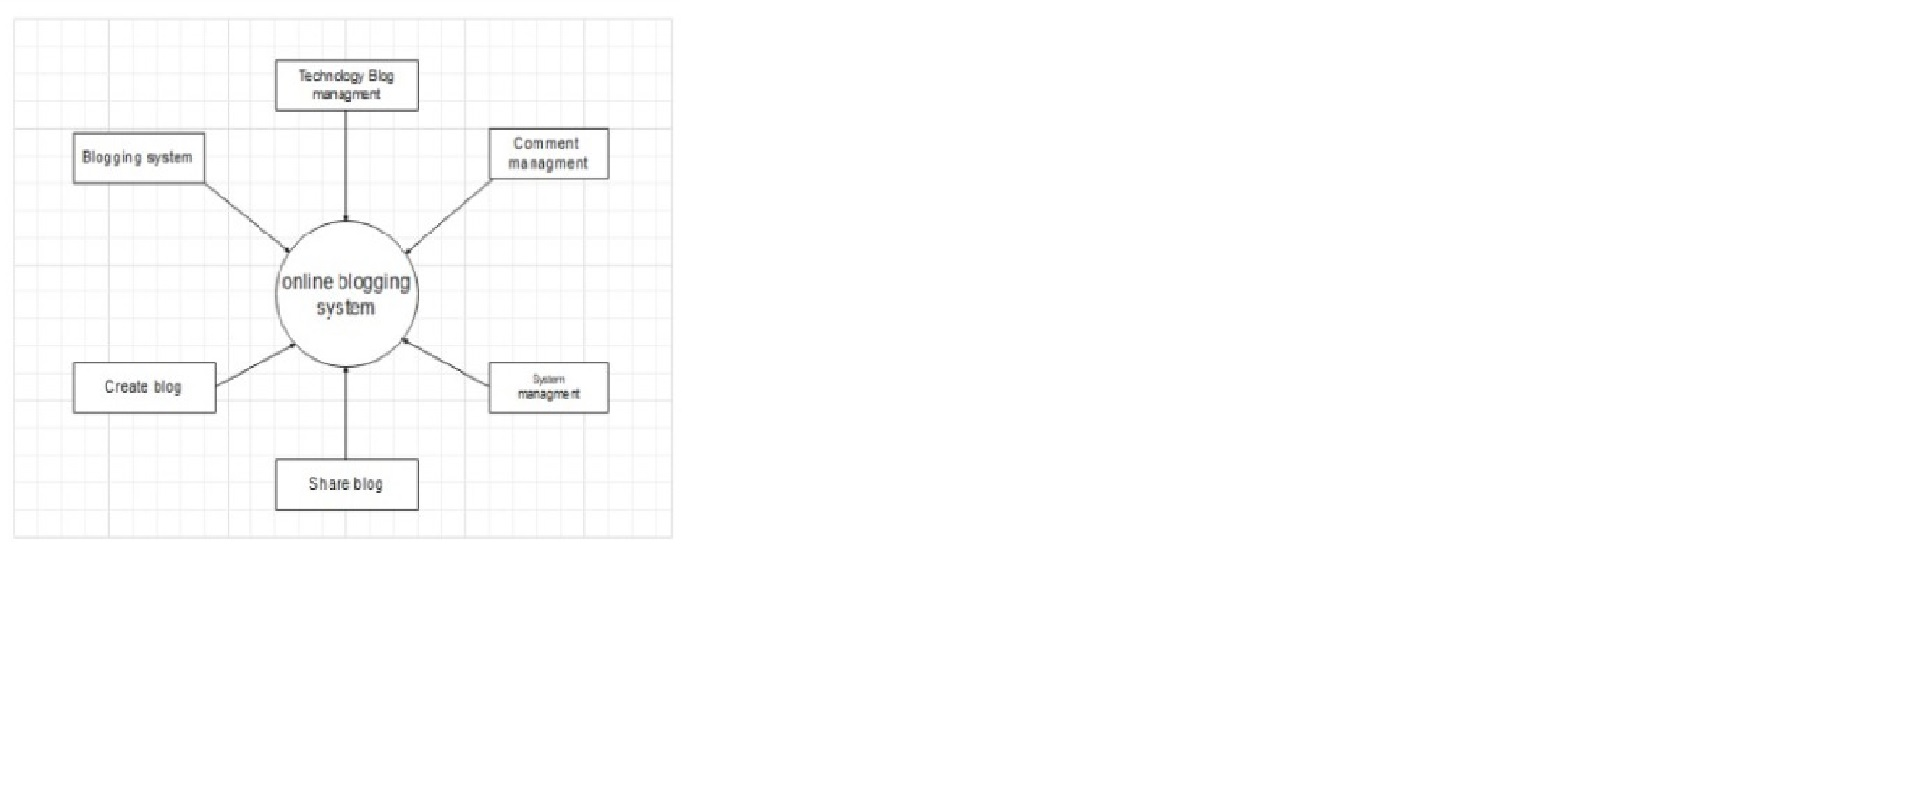 Technology Blog
managment
Comment
managment
Blogging system
online blogging
system
Create blog
System
managment
Share blog